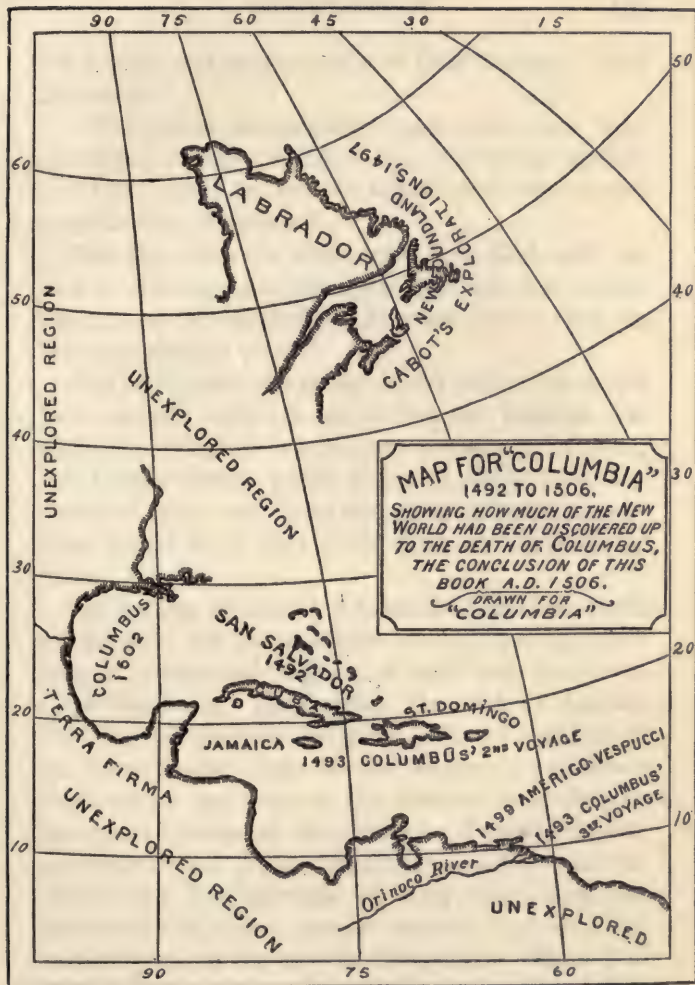 90 75 60 45 30 15
50
60
LABRADOR
NEWFOUNDLAND
CABOT'S EXPLORATIONS, 1497
50
40
UNEXPLORED REGION
UNEXPLORED REGION
40
30
MAP FOR "COLUMBIA"
1492 TO 1506.
SHOWING HOW MUCH OF THE NEW
WORLD HAD BEEN DISCOVERED UP
TO THE DEATH OF COLUMBUS,
THE CONCLUSION OF THIS
BOOK A.D. 1506.
DRAWN FOR
"COLUMBIA"
30
COLUMBUS
1502
SAN SALVADOR
1492
20
CUBA
ST. DOMINGO
20
TERRA FIRMA
JAMAICA
1493 COLUMBUS' 2ND VOYAGE
UNEXPLORED REGION
1499 AMERIGO-VESPUCCI
1493 COLUMBUS'
3RD VOYAGE
10
10
Orinoco River
UNEXPLORED
90 75 60